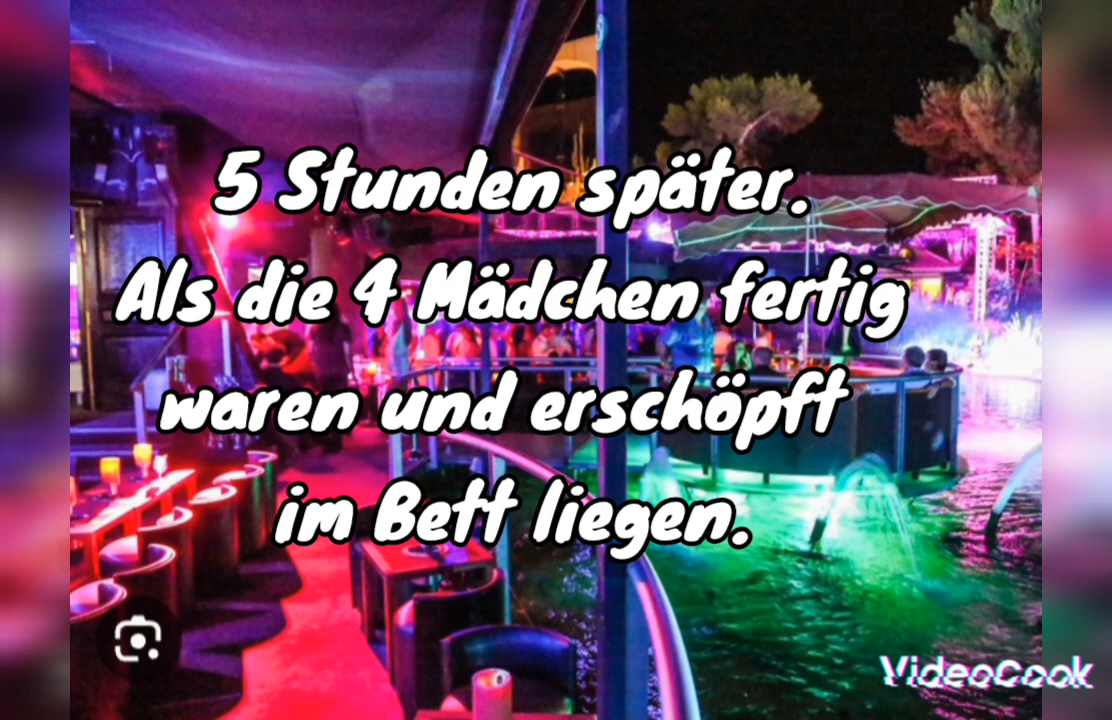 5 Stunden später.
Als die 4 Mädchen fertig
waren und erschöpft
im Bett liegen.
VideoCook